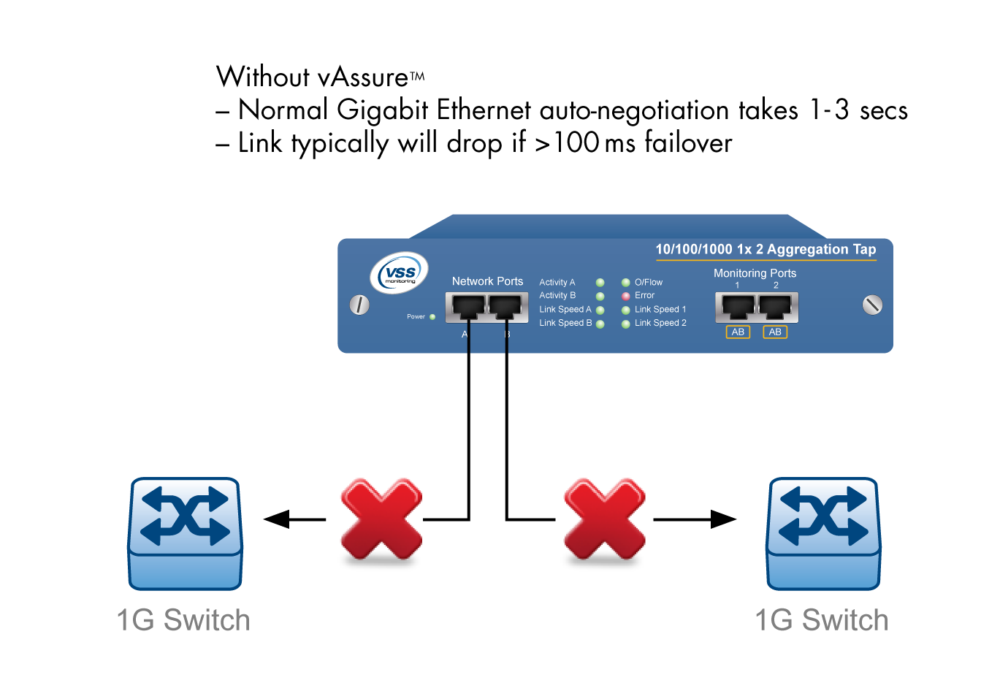 Without vAssure™
– Normal Gigabit Ethernet auto-negotiation takes 1-3 secs
– Link typically will drop if >100 ms failover
10/100/1000 1x 2 Aggregation Tap
VSS
monitoring
Network Ports
Activity A
O/Flow
Monitoring Ports
1 2
Activity B
Error
Link Speed A
Link Speed 1
Power
Link Speed B
Link Speed 2
A B
AB AB
1G Switch
1G Switch